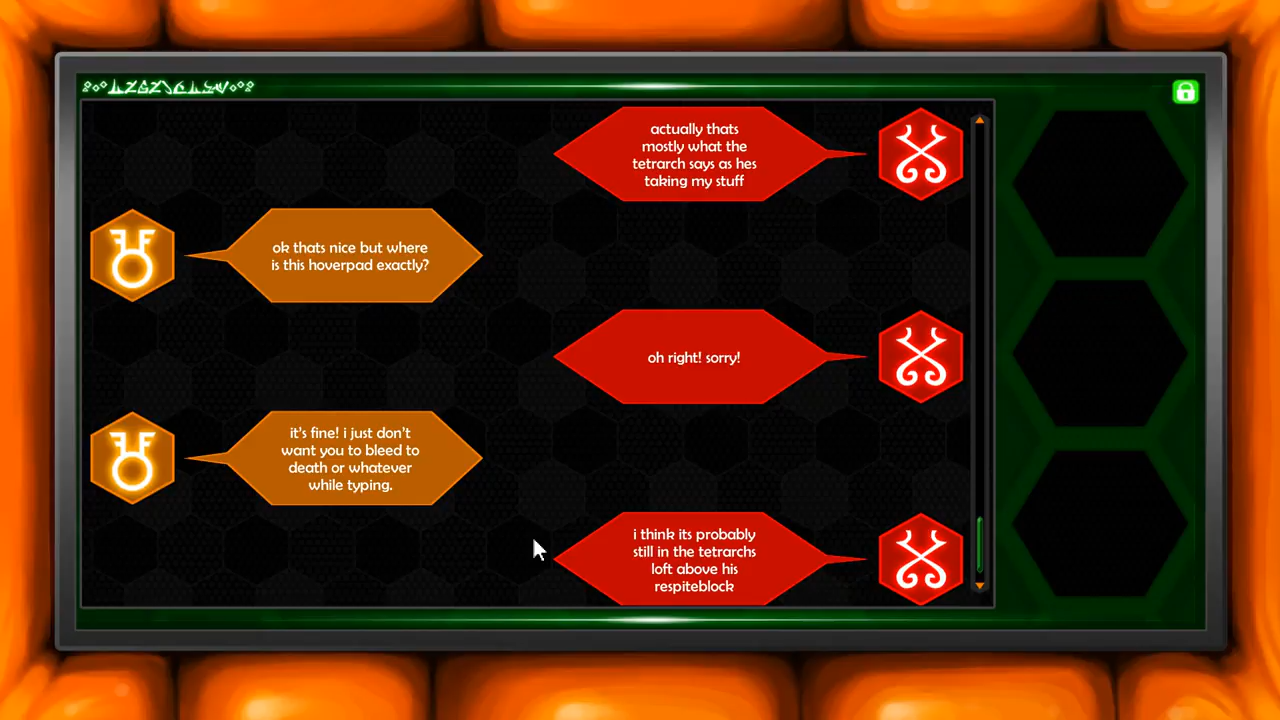 actually thats
mostly what the
tetrarch says as hes
taking my stuff
ok thats nice but where
is this hoverpad exactly?
oh right! sorry!
it's fine! i just don't
want you to bleed to
death or whatever
while typing.
i think its probably
still in the tetrarchs
loft above his
respiteblock